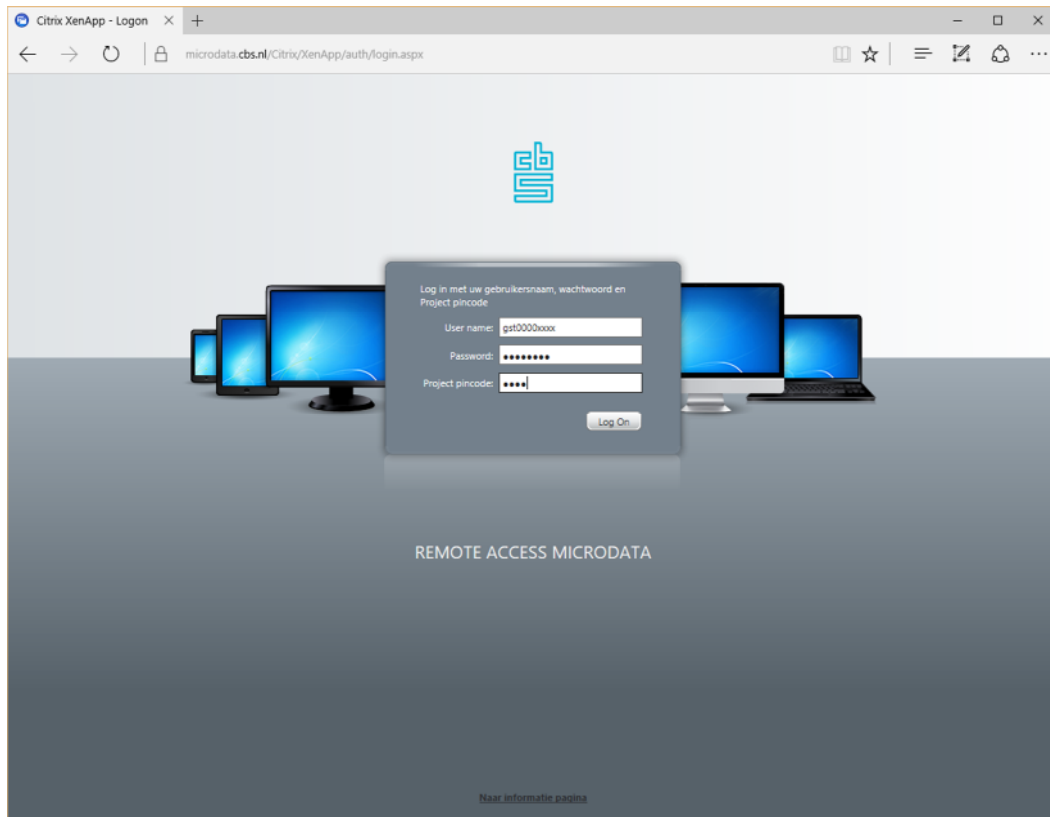 Citrix XenApp - Logon
microdata.cbs.nl/Citrix/XenApp/auth/login.aspx
cbs
Log in met uw gebruikersnaam, wachtwoord en
Project pincode
User name: gst0000xxxx
Password: ••••••••
Project pincode: ••••
Log On
REMOTE ACCESS MICRODATA
Naar informatie pagina